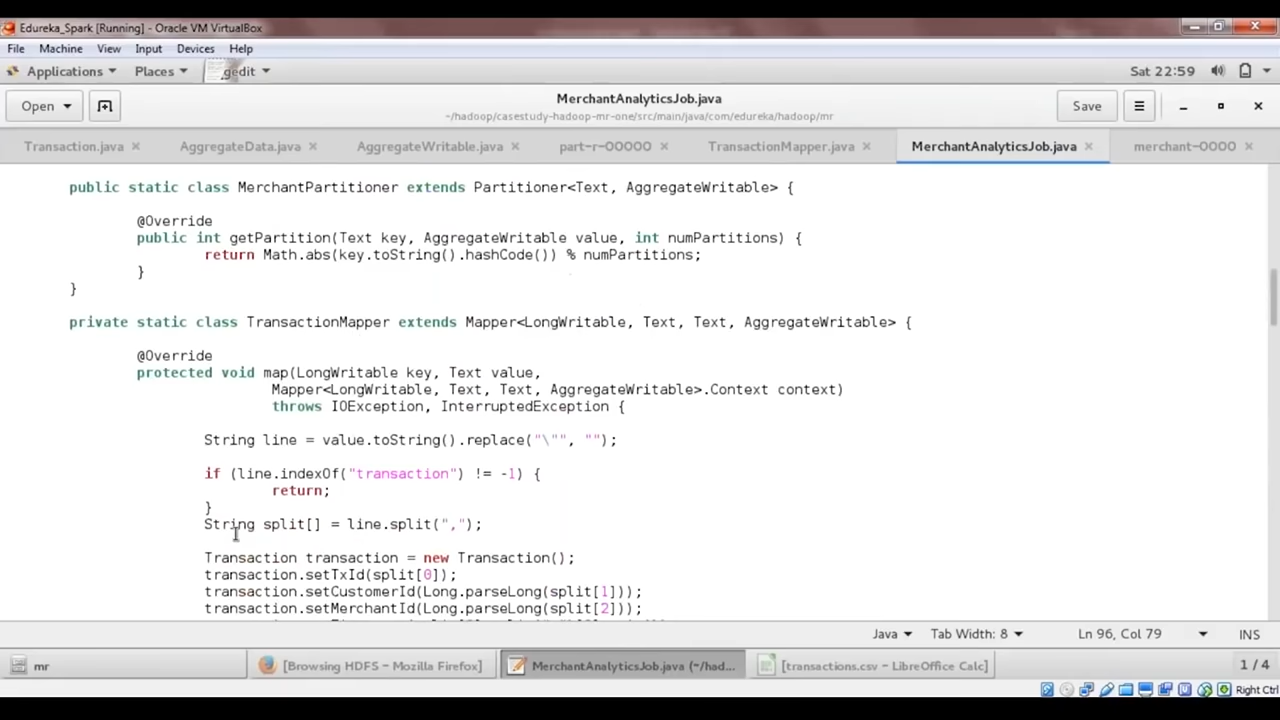 Edureka_Spark [Running] - Oracle VM VirtualBox
File Machine View Input Devices Help
Applications Places gedit Sat 22:59
Open MerchantAnalyticsJob.java Save
~/hadoop/casestudy-hadoop-mr-one/src/main/java/com/edureka/hadoop/mr
Transaction.java × AggregateData.java × AggregateWritable.java × part-r-00000 × TransactionMapper.java × MerchantAnalyticsJob.java × merchant-0000 ×
public static class MerchantPartitioner extends Partitioner<Text, AggregateWritable> {
@Override
public int getPartition(Text key, AggregateWritable value, int numPartitions) {
return Math.abs(key.toString().hashCode()) % numPartitions;
}
}
private static class TransactionMapper extends Mapper<LongWritable, Text, Text, AggregateWritable> {
@Override
protected void map(LongWritable key, Text value,
Mapper<LongWritable, Text, Text, AggregateWritable>.Context context)
throws IOException, InterruptedException {
String line = value.toString().replace("\"", "");
if (line.indexOf("transaction") != -1) {
return;
}
String split[] = line.split(",");
Transaction transaction = new Transaction();
transaction.setTxId(split[0]);
transaction.setCustomerId(Long.parseLong(split[1]));
transaction.setMerchantId(Long.parseLong(split[2]));
Java Tab Width: 8 Ln 96, Col 79 INS
mr [Browsing HDFS - Mozilla Firefox] MerchantAnalyticsJob.java (~/had... [transactions.csv - LibreOffice Calc] 1 / 4
Right Ctrl